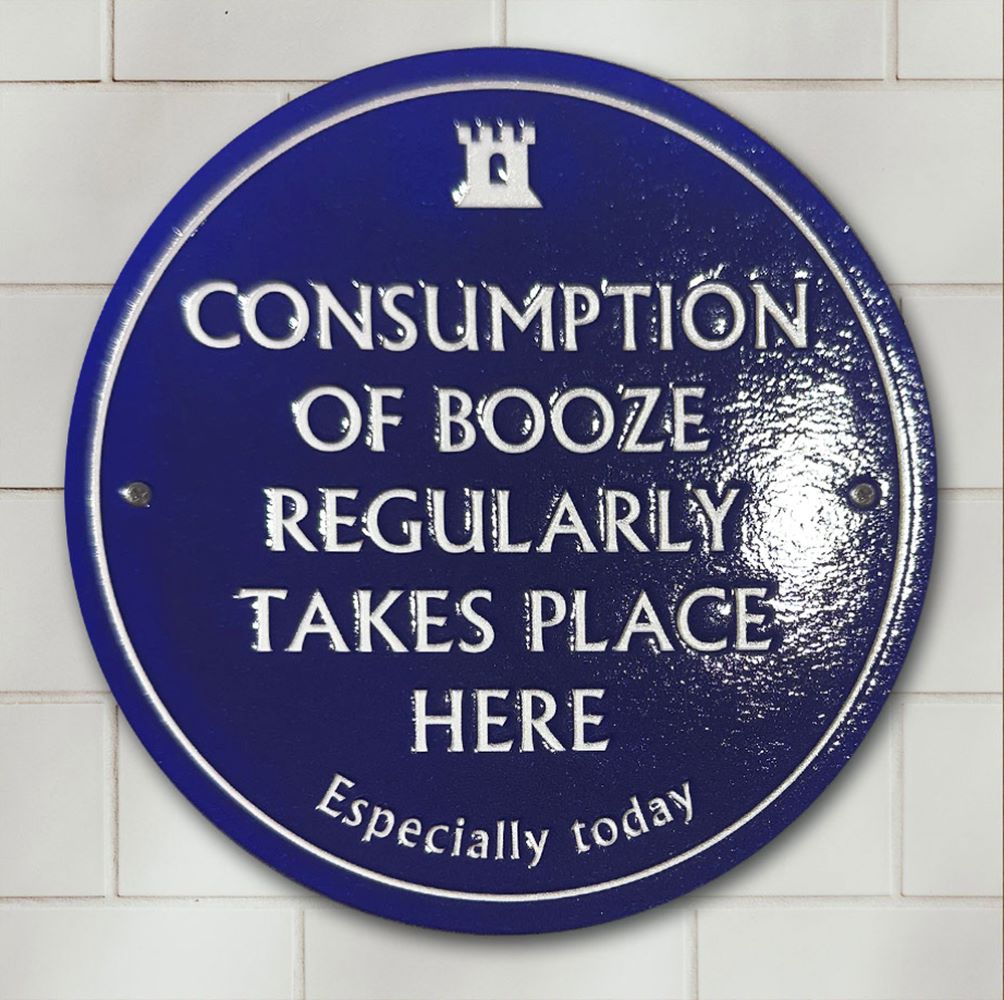 CONSUMPTION
OF BOOZE
REGULARLY
TAKES PLACE
HERE
Especially today